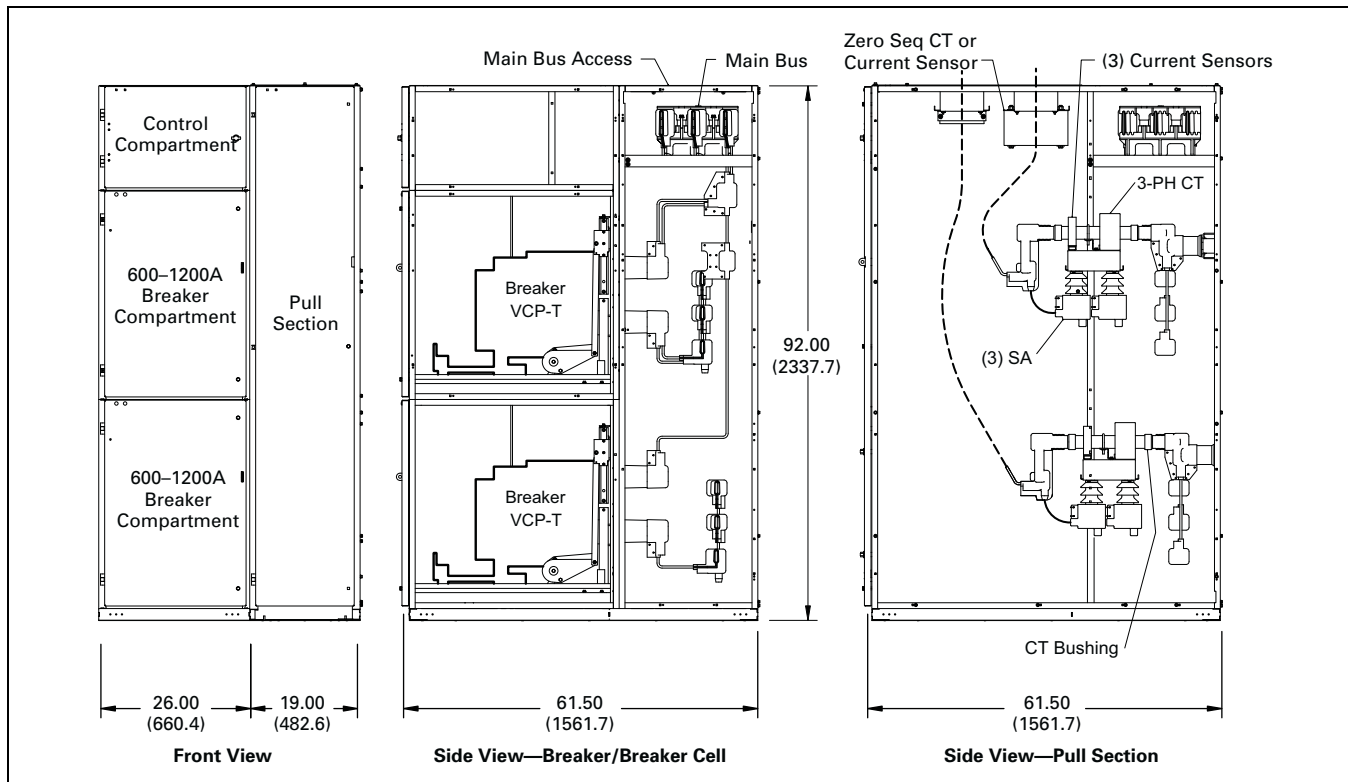 Zero Seq CT or
Current Sensor
(3) Current Sensors
Main Bus Access
Main Bus
Control
Compartment
3-PH CT
600–1200A
Breaker
Compartment
Pull
Section
Breaker
VCP-T
92.00
(2337.7)
(3) SA
600–1200A
Breaker
Compartment
Breaker
VCP-T
CT Bushing
26.00
(660.4)
19.00
(482.6)
61.50
(1561.7)
61.50
(1561.7)
Front View
Side View—Breaker/Breaker Cell
Side View—Pull Section